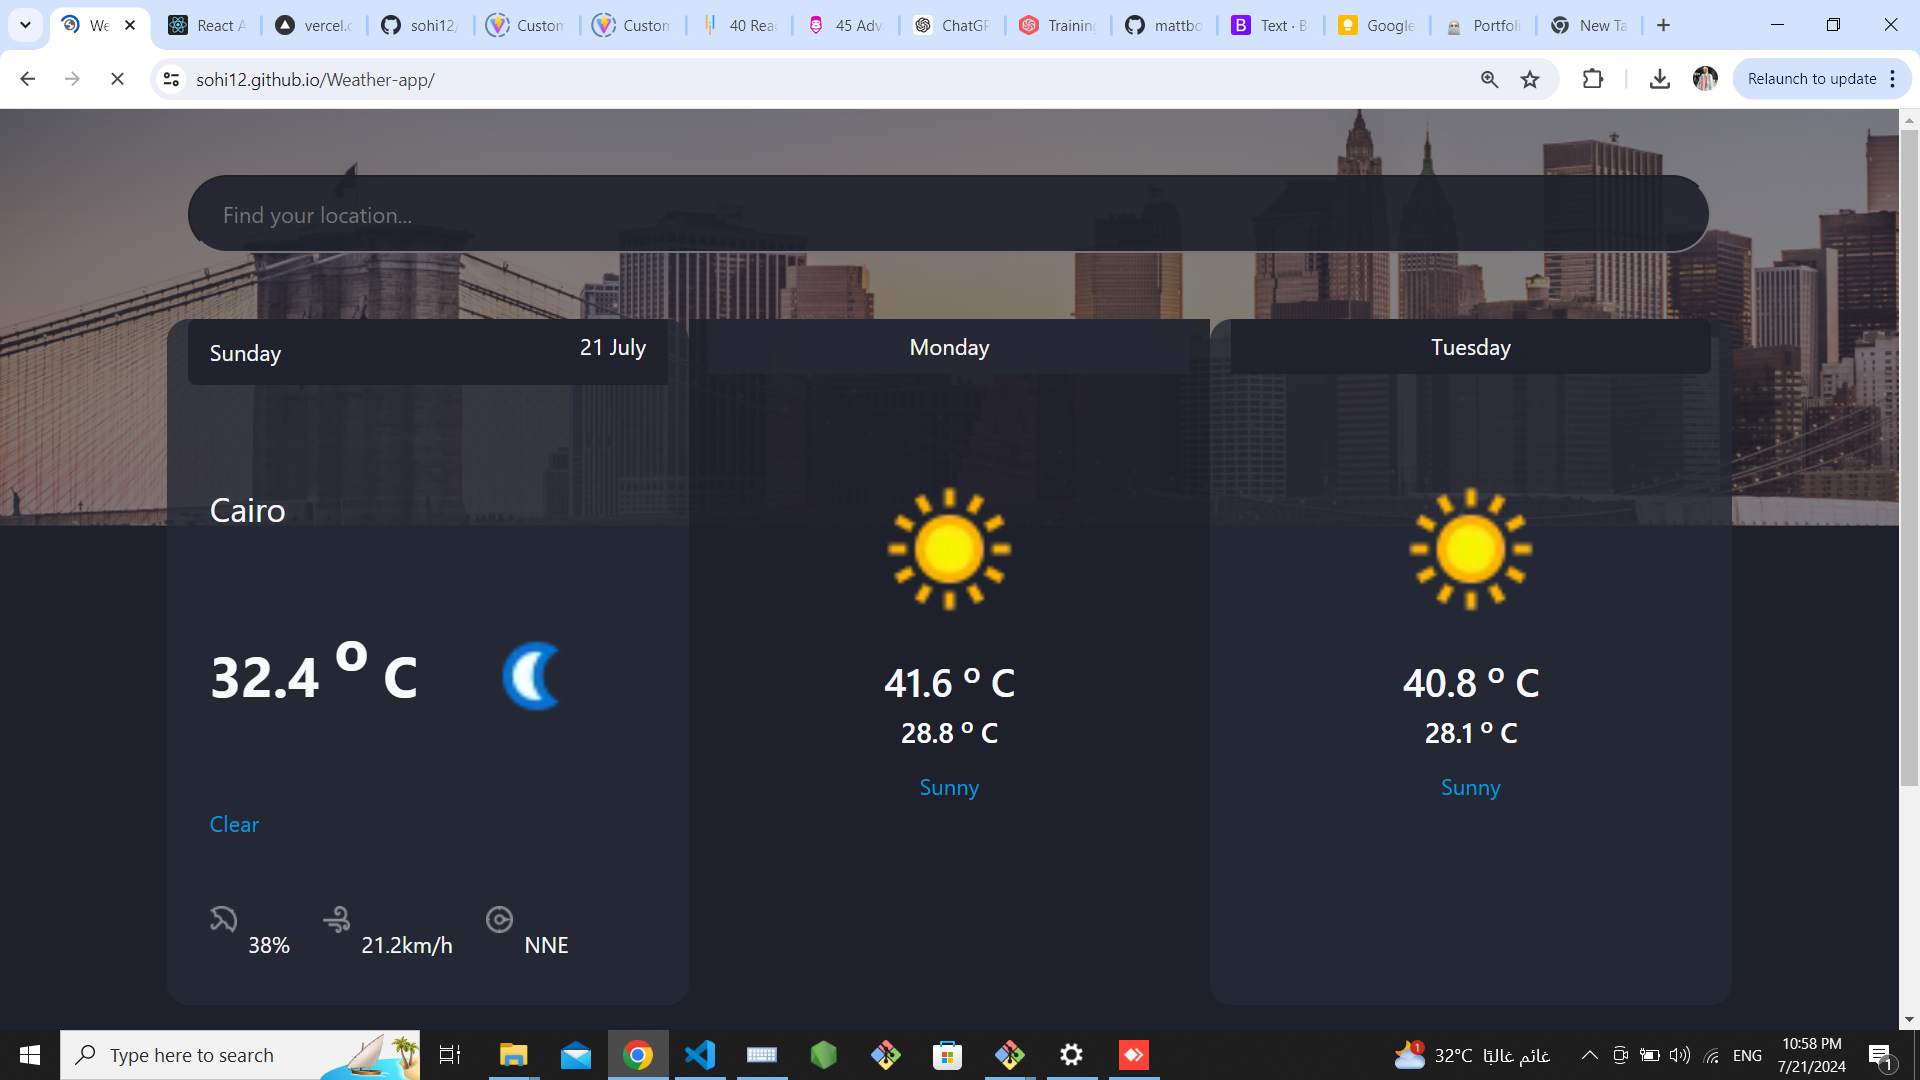 We
React A
vercel.c
sohi12/
Custom
Custom
40 Rea
45 Adv
ChatGP
Training
mattbo
Text · B
Google
Portfoli
New Ta
sohi12.github.io/Weather-app/
Relaunch to update
Find your location...
Sunday
21 July
Monday
Tuesday
Cairo
32.4 o C
41.6 o C
28.8 o C
Sunny
40.8 o C
28.1 o C
Sunny
Clear
38%
21.2km/h
NNE
Type here to search
1
32°C غائم غالبًا
ENG
10:58 PM
7/21/2024
1